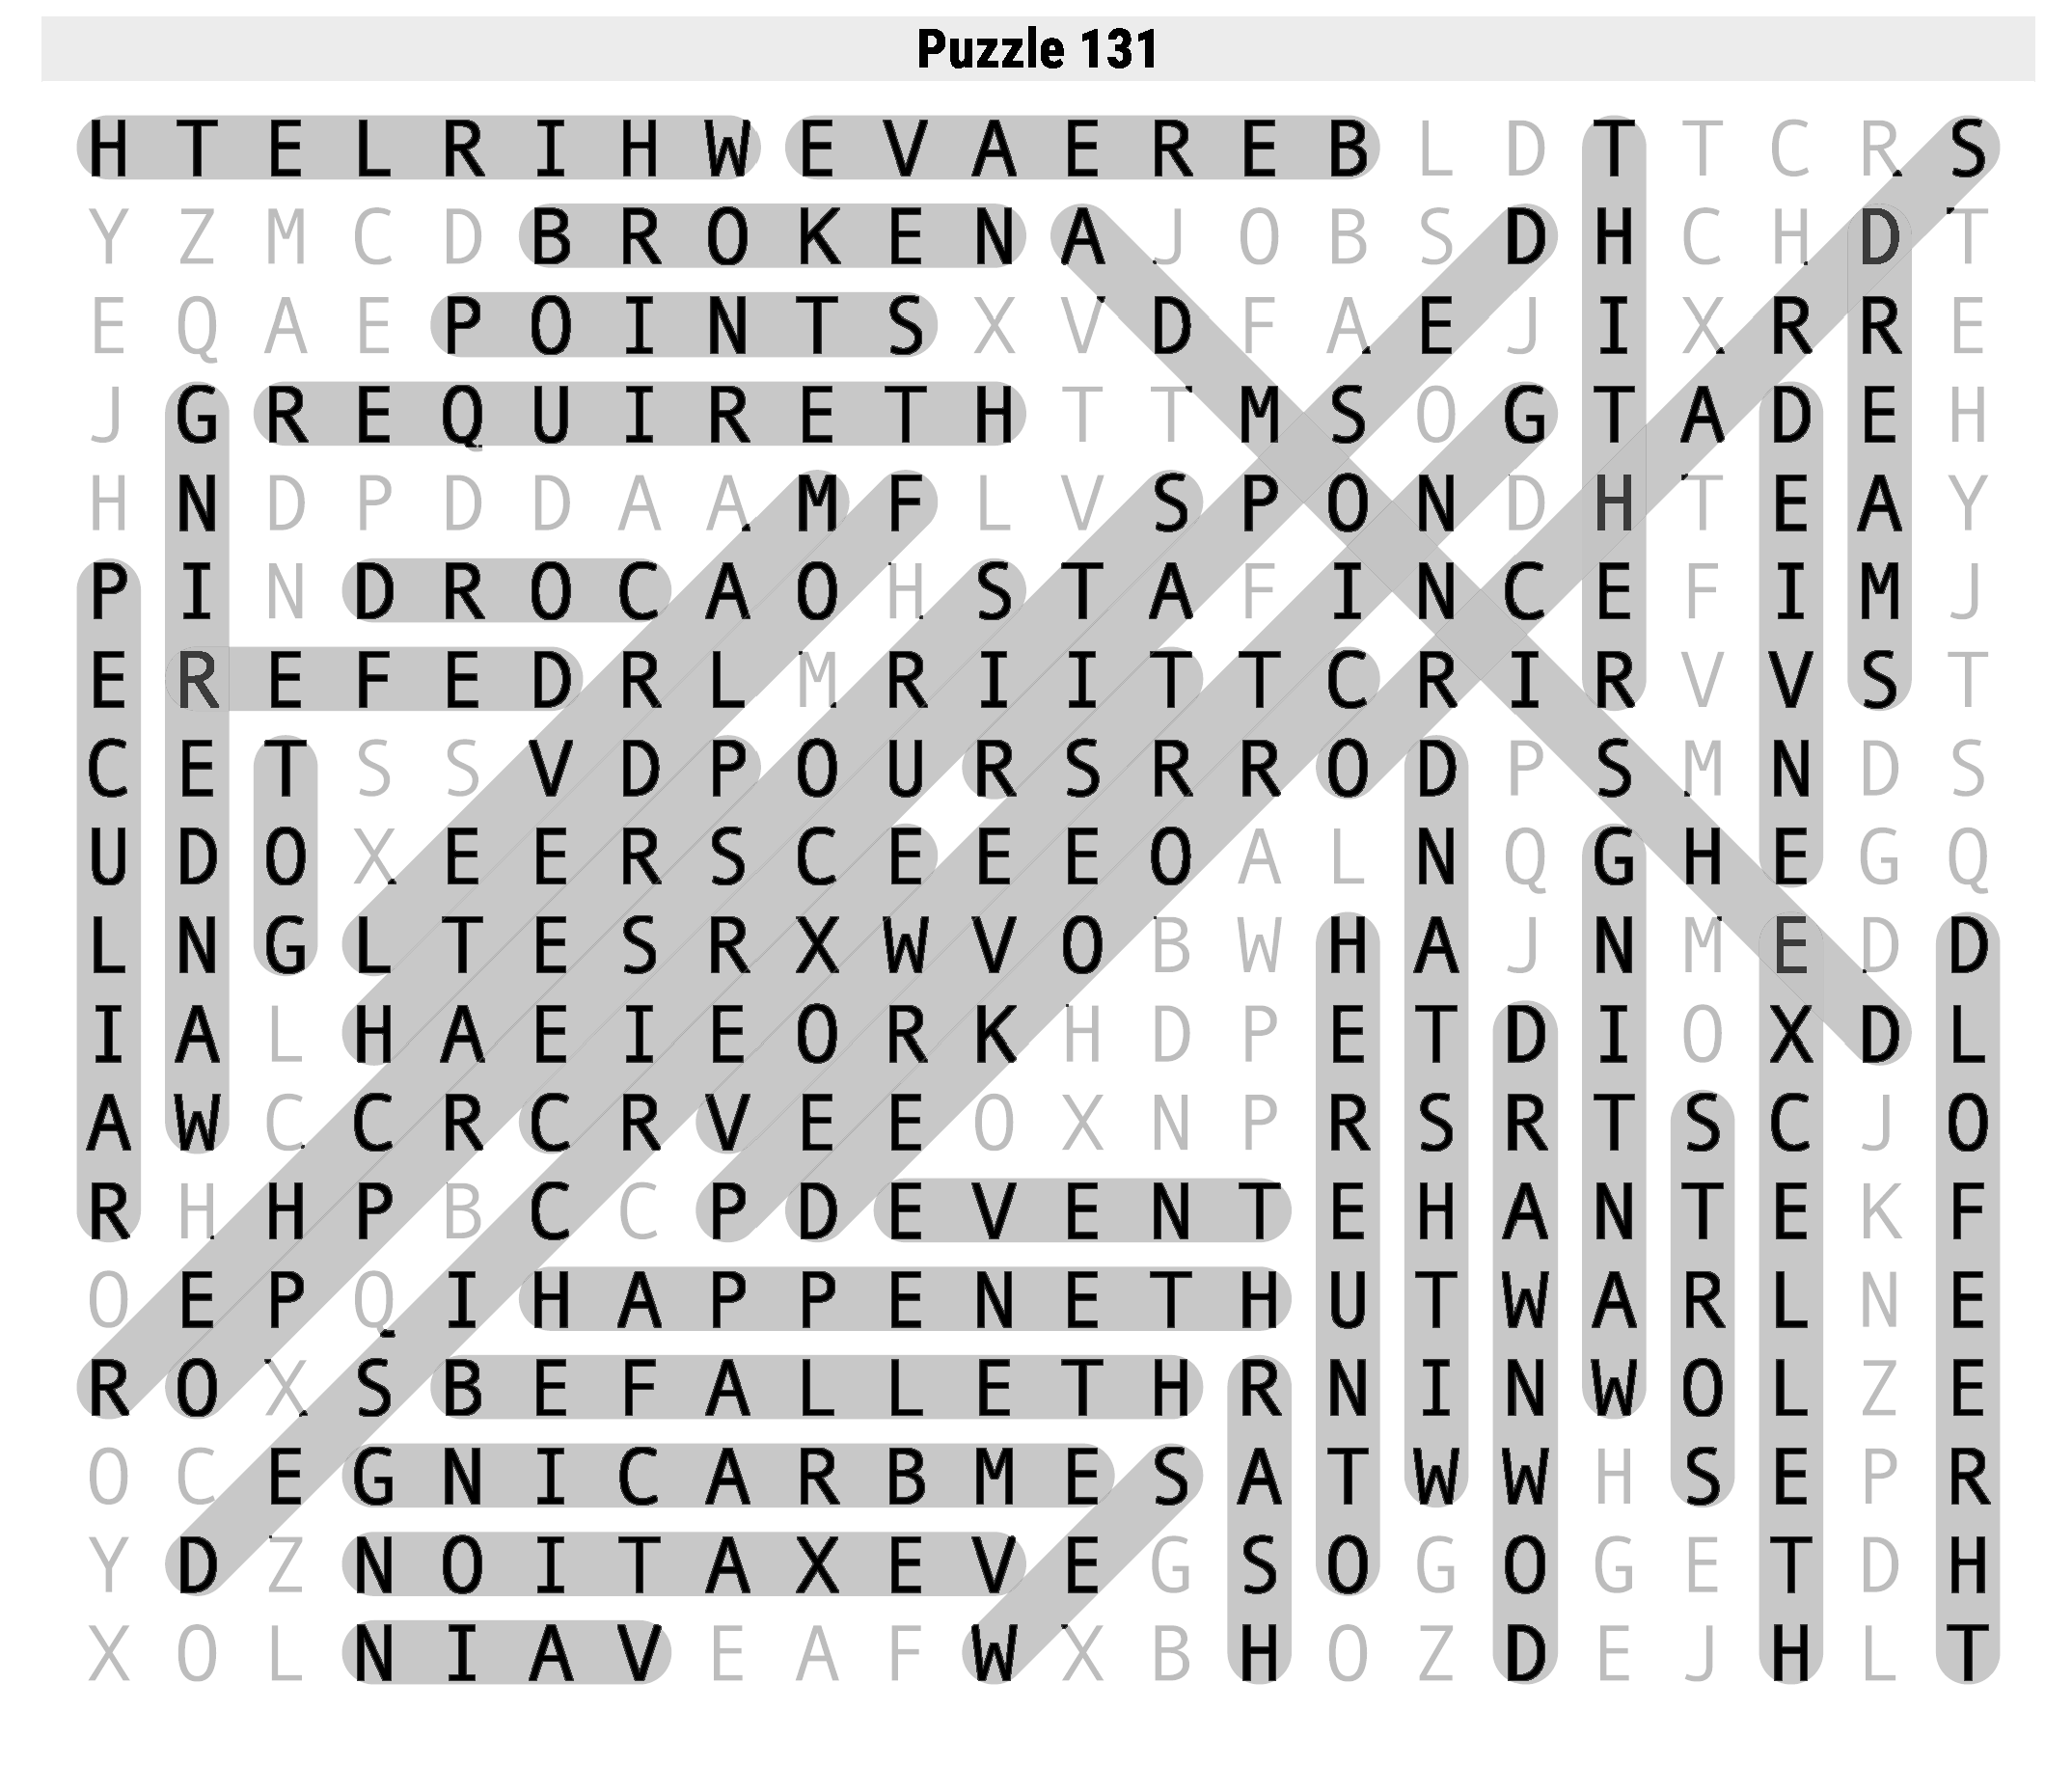 Puzzle 131
H T E L R I H W E V A E R E B L D T T C R S
Y Z M C D B R O K E N A J O B S D H C H D T
E Q A E P O I N T S X V D F A E J I X R R E
J G R E Q U I R E T H T T M S O G T A D E H
H N D P D D A A M F L V S P O N D H T E A Y
P I N D R O C A O H S T A F I N C E F I M J
E R E F E D R L M R I I T T C R I R V V S T
C E T S S V D P O U R S R R O D P S M N D S
U D O X E E R S C E E E O A L N Q G H E G Q
L N G L T E S R X W V O B W H A J N M E D D
I A L H A E I E O R K H D P E T D I O X D L
A W C C R C R V E E O X N P R S R T S C J O
R H H P B C C P D E V E N T E H A N T E K F
O E P Q I H A P P E N E T H U T W A R L N E
R O X S B E F A L L E T H R N I N W O L Z E
O C E G N I C A R B M E S A T W W H S E P R
Y D Z N O I T A X E V E G S O G O G E T D H
X O L N I A V E A F W X B H O Z D E J H L T